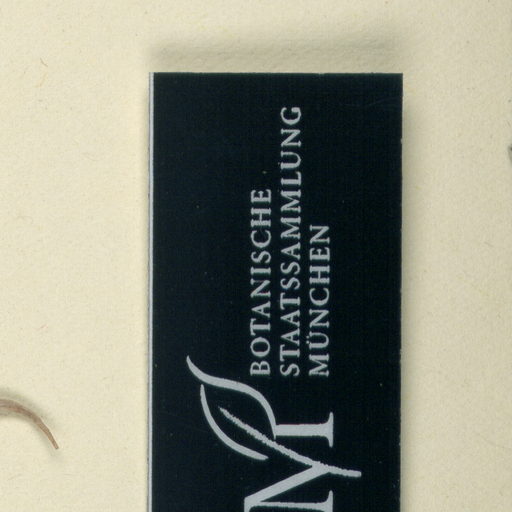 BOTANISCHE
STAATSSAMMLUNG
MÜNCHEN
M